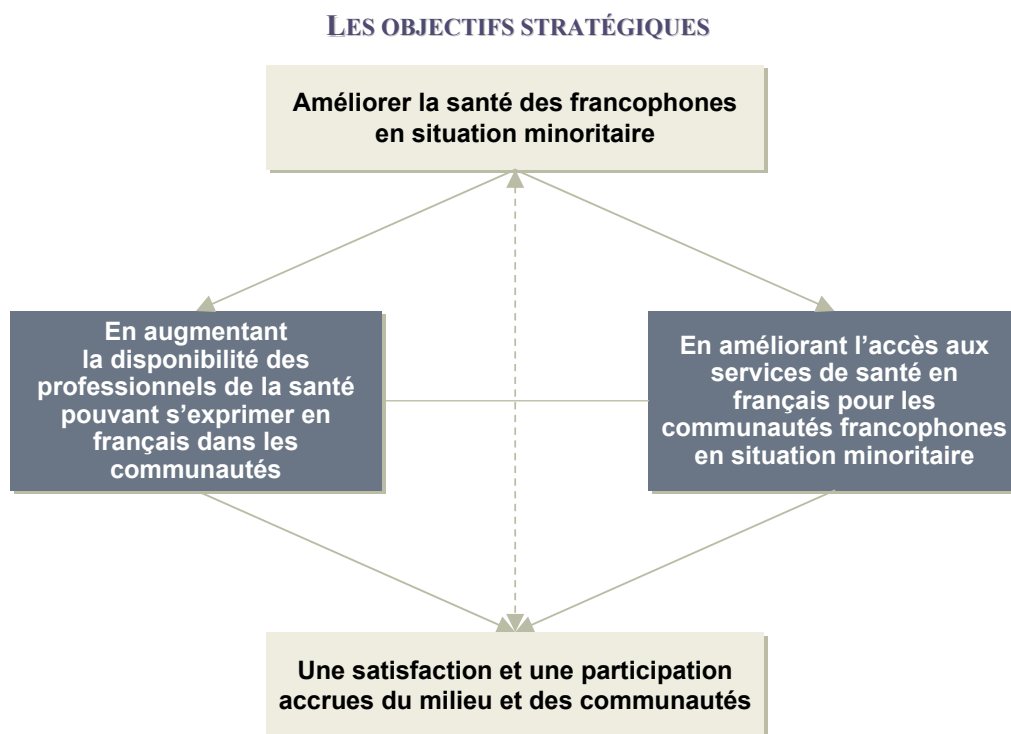 LES OBJECTIFS STRATÉGIQUES
Améliorer la santé des francophones
en situation minoritaire
En augmentant
la disponibilité des
professionnels de la santé
pouvant s'exprimer en
français dans les
communautés
En améliorant l'accès aux
services de santé en
français pour les
communautés francophones
en situation minoritaire
Une satisfaction et une participation
accrues du milieu et des communautés